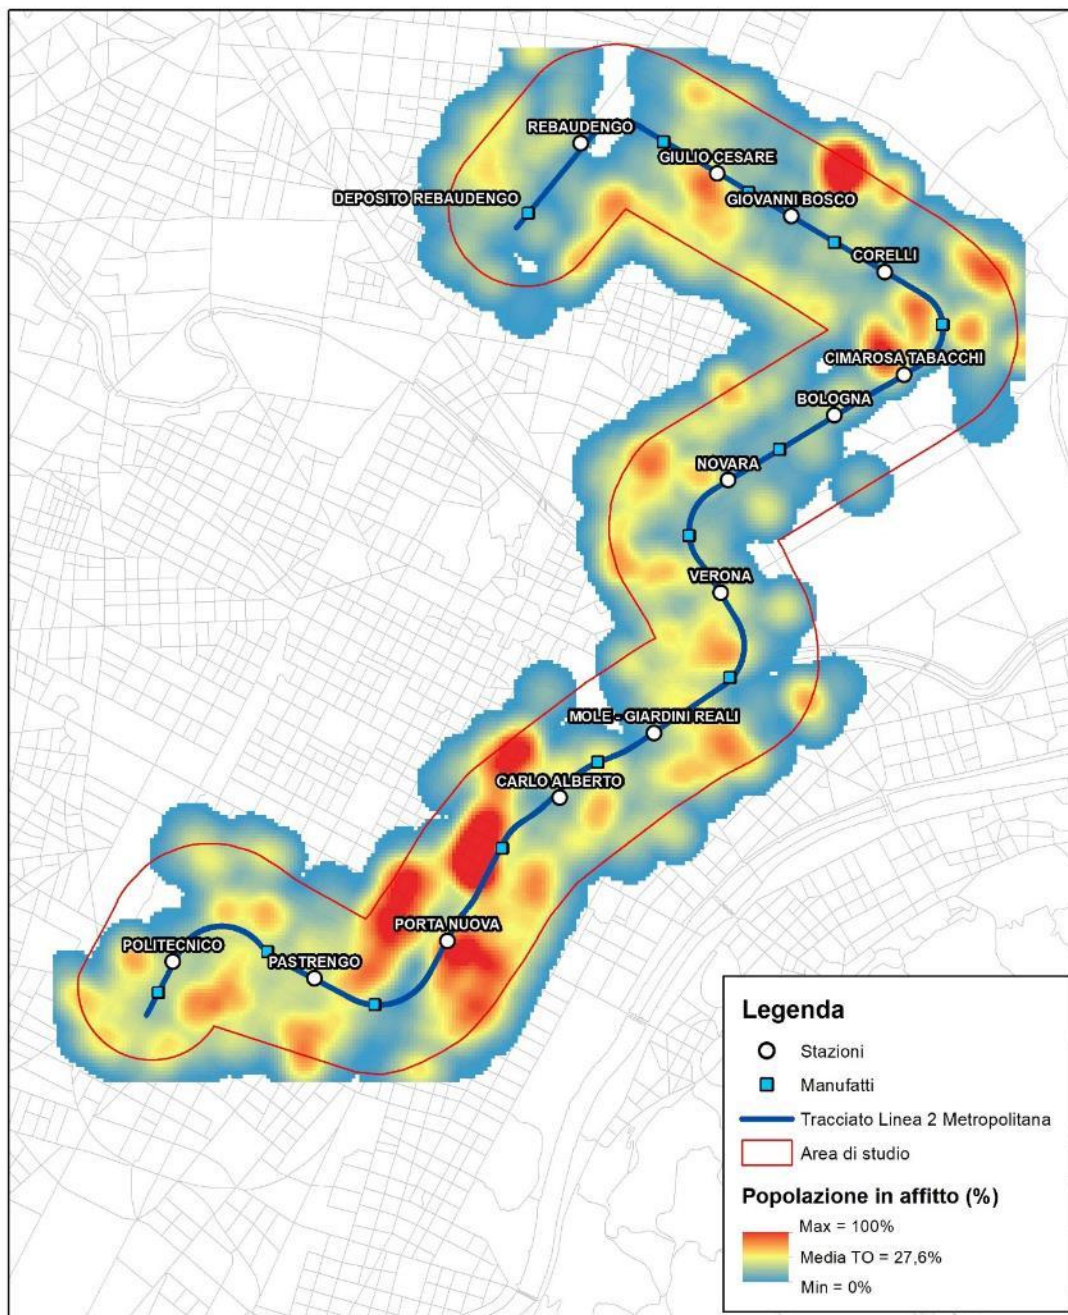 REBAUDENGO
GIULIO CESARE
DEPOSITO REBAUDENGO
GIOVANNI BOSCO
CORELLI
CIMAROSA TABACCHI
BOLOGNA
NOVARA
VERONA
MOLE - GIARDINI REALI
CARLO ALBERTO
PORTA NUOVA
POLITECNICO
PASTRENGO
Legenda
Stazioni
Manufatti
Tracciato Linea 2 Metropolitana
Area di studio
Popolazione in affitto (%)
Max = 100%
Media TO = 27,6%
Min = 0%